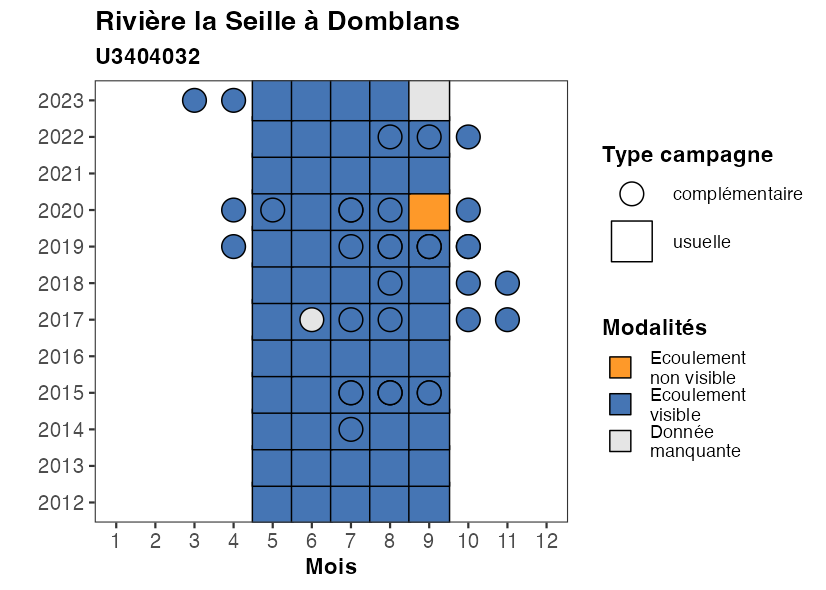 Rivière la Seille à Domblans
U3404032
2023
2022
2021
2020
2019
2018
2017
2016
2015
2014
2013
2012
1 2 3 4 5 6 7 8 9 10 11 12
Mois
Type campagne
complémentaire
usuelle
Modalités
Ecoulement
non visible
Ecoulement
visible
Donnée
manquante